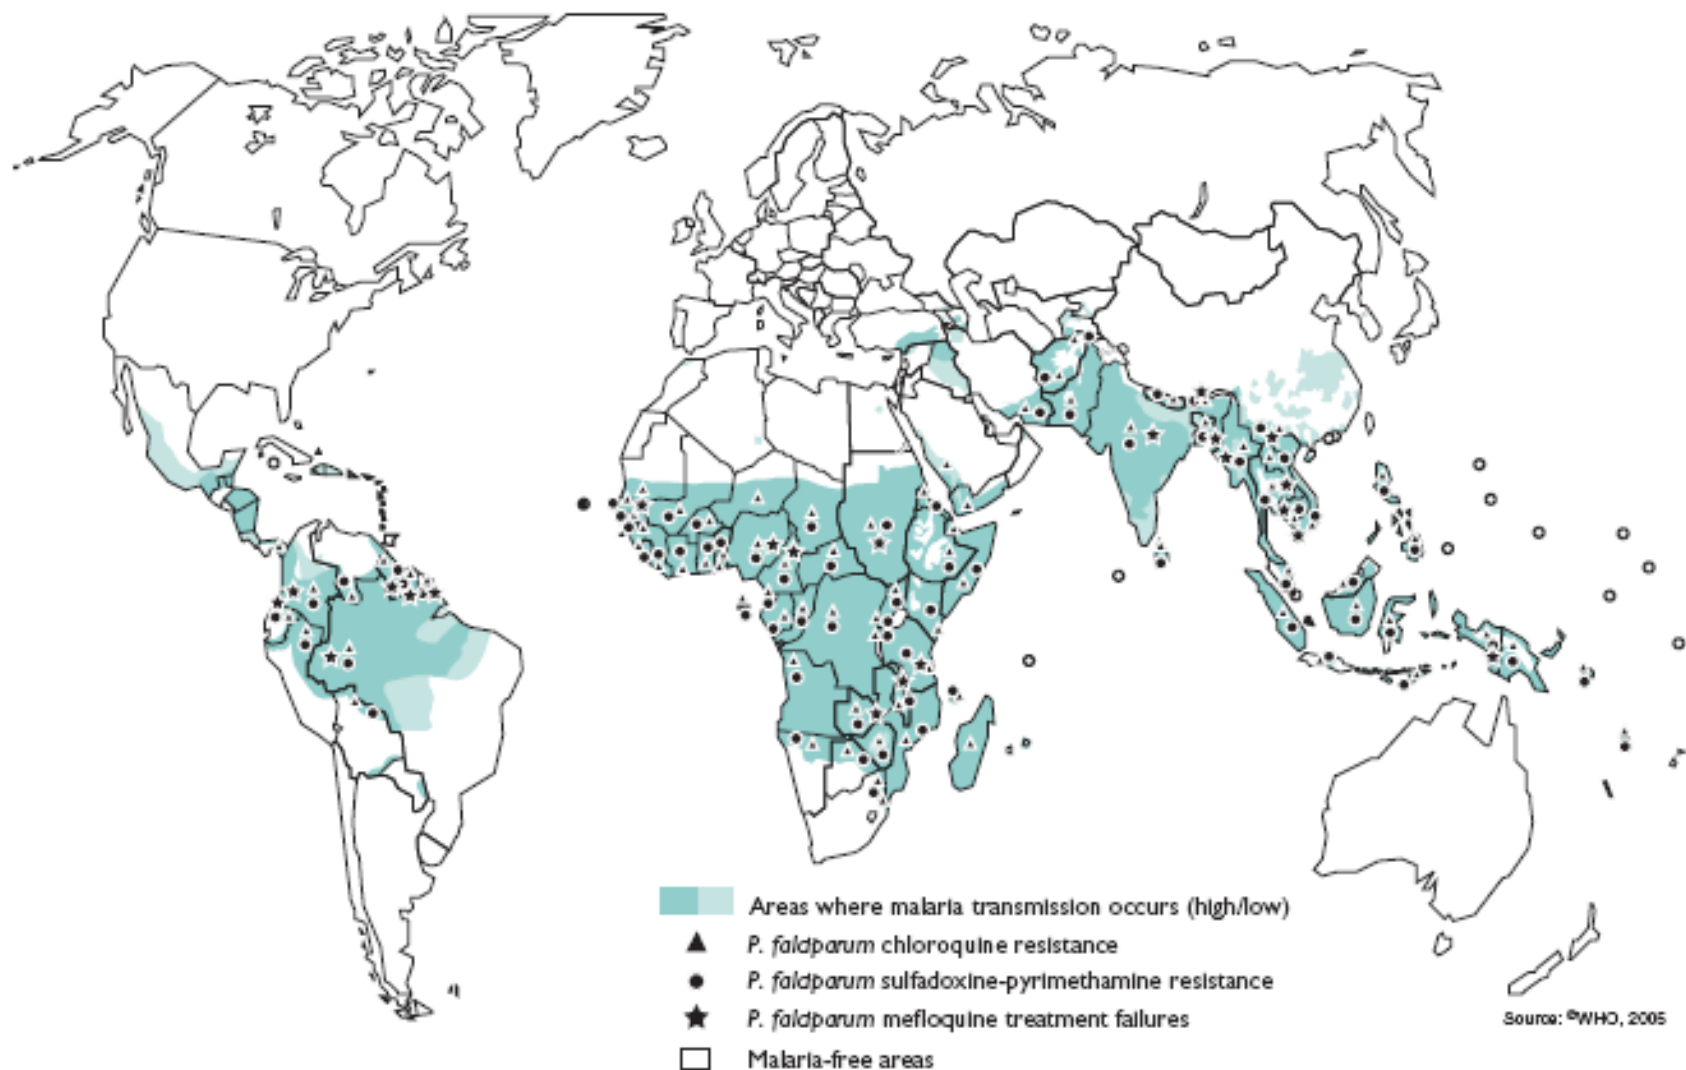 Areas where malaria transmission occurs (high/low)
P. falciparum chloroquine resistance
P. falciparum sulfadoxine-pyrimethamine resistance
P. falciparum mefloquine treatment failures
Malaria-free areas
Source: ©WHO, 2005